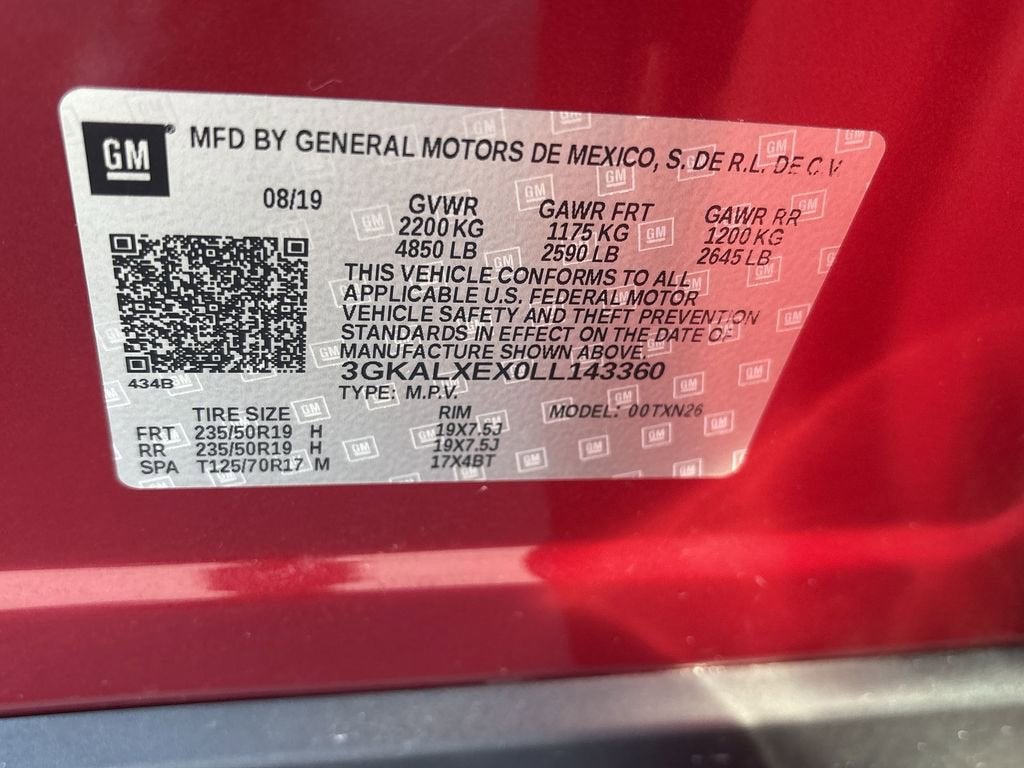 GM® MFD BY GENERAL MOTORS DE MEXICO, S. DE R.L. DE C.V.
08/19
GVWR GAWR FRT GAWR RR
2200 KG 1175 KG 1200 KG
4850 LB 2590 LB 2645 LB
THIS VEHICLE CONFORMS TO ALL
APPLICABLE U.S. FEDERAL MOTOR
VEHICLE SAFETY AND THEFT PREVENTION
STANDARDS IN EFFECT ON THE DATE OF
MANUFACTURE SHOWN ABOVE.
3GKALXEX0LL143360
434B
TYPE: M.P.V.
TIRE SIZE RIM MODEL: 00TXN26
FRT 235/50R19 H 19X7.5J
RR 235/50R19 H 19X7.5J
SPA T125/70R17 M 17X4BT